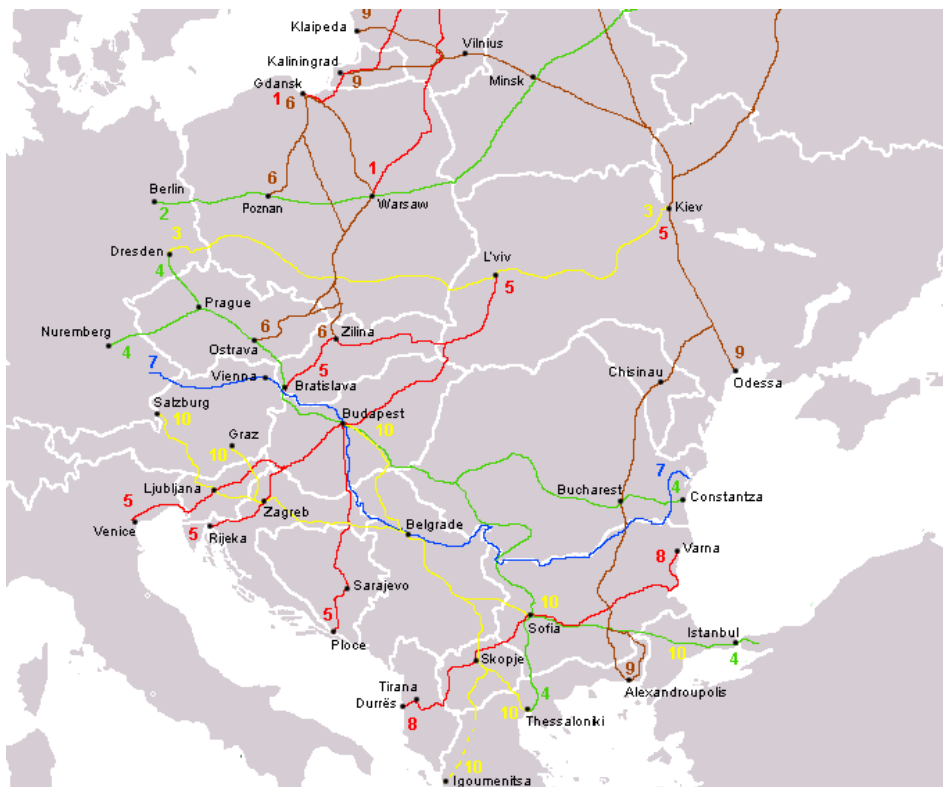 9
Klaipeda
Vilnius
Kaliningrad
9
Minsk
Gdansk
1
6
6
1
Berlin
2
Poznan
Warsaw
3
Kiev
5
3
Dresden
4
L'viv
5
Prague
Nuremberg
4
6
Ostrava
6
Zilina
7
Vienna
5
Bratislava
Chisinau
9
Odessa
Salzburg
10
Budapest
10
Graz
10
7
Ljubljana
Bucharest
4
Constantza
5
Venice
Zagreb
5
Rijeka
Belgrade
8
Varna
Sarajevo
5
Ploce
10
Sofia
Istanbul
10
4
Skopje
9
Alexandroupolis
Tirana
Durrës
8
4
10
Thessaloniki
10
Igoumenitsa